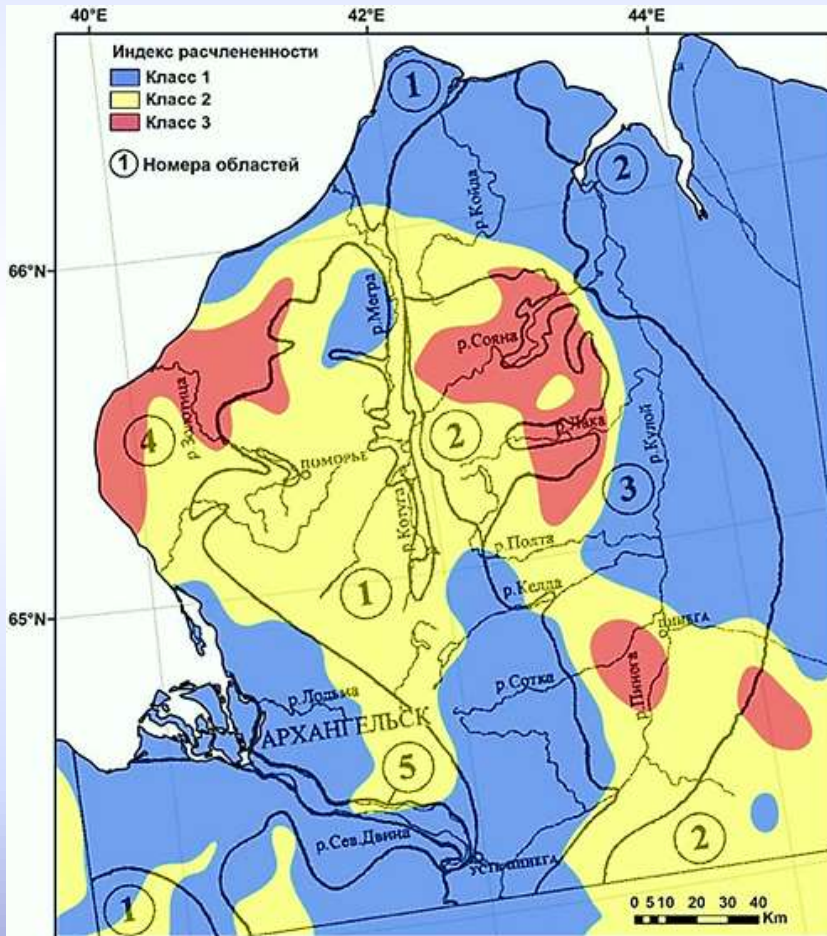 40°E 42°E 44°E
Индекс расчлененности
Класс 1
Класс 2
Класс 3
1 Номера областей
1
2
р.Койда
66°N
р.Мегра
р.Сояна
р.Золотица
4
2
р.Лака
р.Кулой
ПОМОРЬЕ
3
р.Котуга
р.Полта
1
р.Келда
65°N
ПИНЕГА
р.Сотка
р.Пинога
р.Лодьма
АРХАНГЕЛЬСК
5
р.Сев.Двина
2
УСТЬ-ПИНЕГА
1
0 5 10 20 30 40
Km